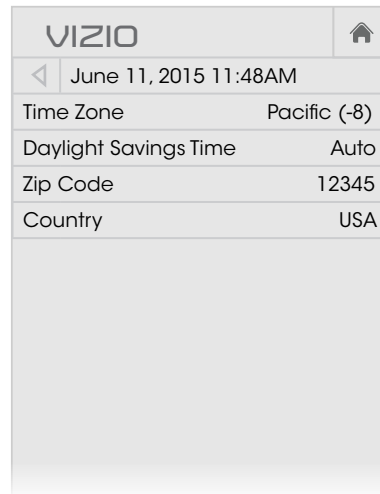 VIZIO
June 11, 2015 11:48AM
Time Zone Pacific (-8)
Daylight Savings Time Auto
Zip Code 12345
Country USA